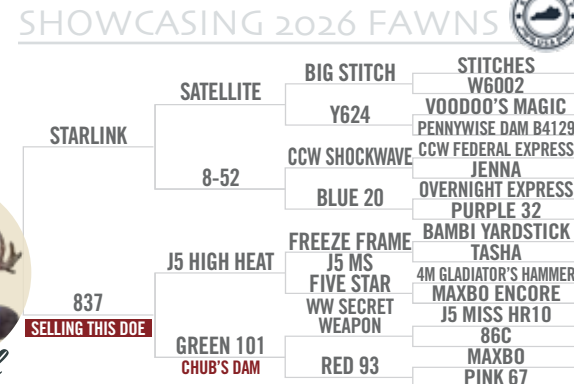 SHOWCASING 2026 FAWNS
STARLINK
837
SELLING THIS DOE
SATELLITE
8-52
J5 HIGH HEAT
GREEN 101
CHUB'S DAM
BIG STITCH
Y624
CCW SHOCKWAVE
BLUE 20
FREEZE FRAME
J5 MS
FIVE STAR
WW SECRET
WEAPON
RED 93
STITCHES
W6002
VOODOO'S MAGIC
PENNYWISE DAM B4129
CCW FEDERAL EXPRESS
JENNA
OVERNIGHT EXPRESS
PURPLE 32
BAMBI YARDSTICK
TASHA
4M GLADIATOR'S HAMMER
MAXBO ENCORE
J5 MISS HR10
86C
MAXBO
PINK 67